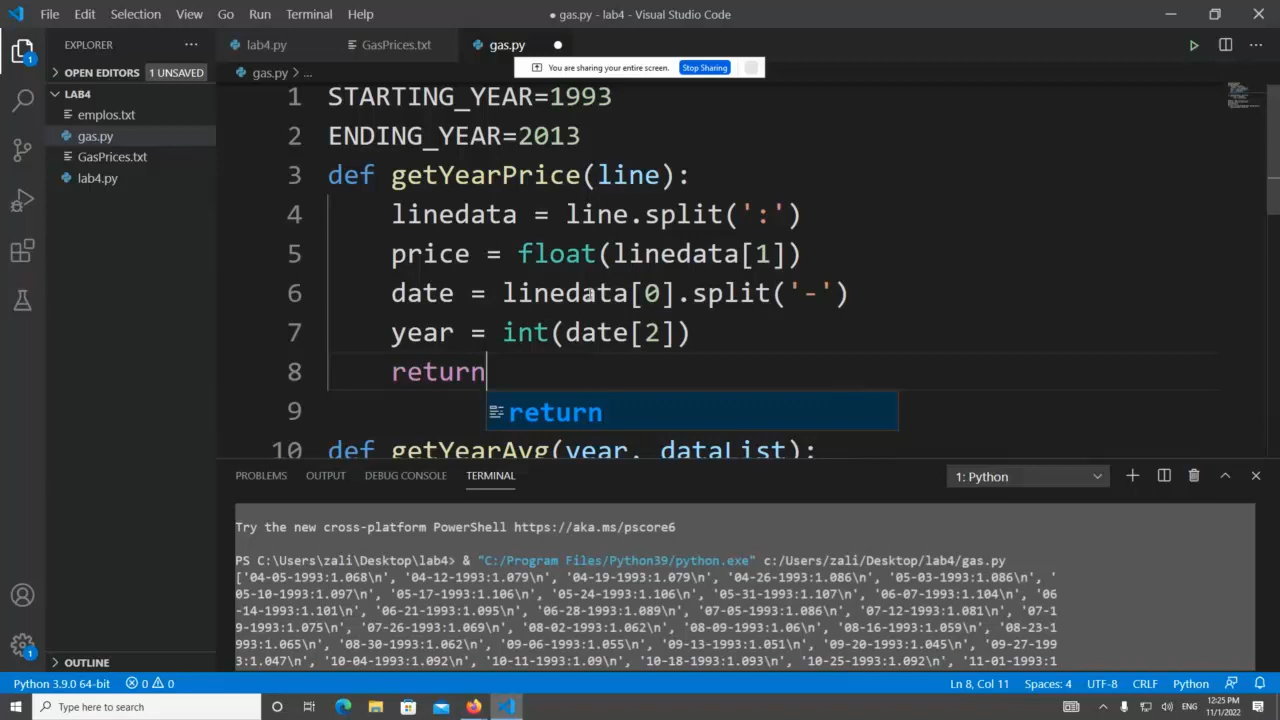 File Edit Selection View Go Run Terminal Help
● gas.py - lab4 - Visual Studio Code
EXPLORER
lab4.py GasPrices.txt gas.py
You are sharing your entire screen. Stop Sharing
OPEN EDITORS 1 UNSAVED
gas.py > ...
LAB4
emplos.txt
gas.py
GasPrices.txt
lab4.py
1 STARTING_YEAR=1993
2 ENDING_YEAR=2013
3 def getYearPrice(line):
4 linedata = line.split(':')
5 price = float(linedata[1])
6 date = linedata[0].split('-')
7 year = int(date[2])
8 return
9 return
10 def getYearAvg(year, dataList):
PROBLEMS OUTPUT DEBUG CONSOLE TERMINAL
1: Python
Try the new cross-platform PowerShell https://aka.ms/pscore6
PS C:\Users\zali\Desktop\lab4> & "C:/Program Files/Python39/python.exe" c:/Users/zali/Desktop/lab4/gas.py
['04-05-1993:1.068\n', '04-12-1993:1.079\n', '04-19-1993:1.079\n', '04-26-1993:1.086\n', '05-03-1993:1.086\n', '
05-10-1993:1.097\n', '05-17-1993:1.106\n', '05-24-1993:1.106\n', '05-31-1993:1.107\n', '06-07-1993:1.104\n', '06
-14-1993:1.101\n', '06-21-1993:1.095\n', '06-28-1993:1.089\n', '07-05-1993:1.086\n', '07-12-1993:1.081\n', '07-1
9-1993:1.075\n', '07-26-1993:1.069\n', '08-02-1993:1.062\n', '08-09-1993:1.06\n', '08-16-1993:1.059\n', '08-23-1
993:1.065\n', '08-30-1993:1.062\n', '09-06-1993:1.055\n', '09-13-1993:1.051\n', '09-20-1993:1.045\n', '09-27-199
3:1.047\n', '10-04-1993:1.092\n', '10-11-1993:1.09\n', '10-18-1993:1.093\n', '10-25-1993:1.092\n', '11-01-1993:1
OUTLINE
Python 3.9.0 64-bit 0 0
Ln 8, Col 11 Spaces: 4 UTF-8 CRLF Python
Type here to search
ENG
12:25 PM
11/1/2022